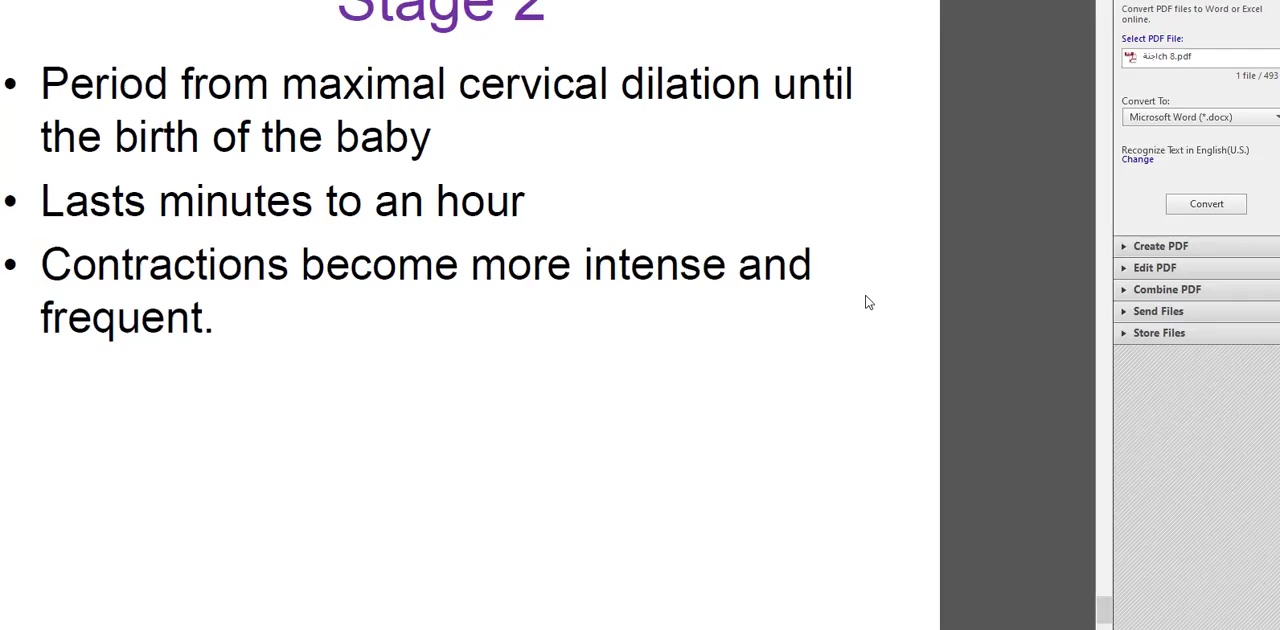 Stage 2
• Period from maximal cervical dilation until
the birth of the baby
• Lasts minutes to an hour
• Contractions become more intense and
frequent.
Convert PDF files to Word or Excel
online.
Select PDF File:
اجنةch 8.pdf
1 file / 493
Convert To:
Microsoft Word (*.docx)
Recognize Text in English(U.S.)
Change
Convert
Create PDF
Edit PDF
Combine PDF
Send Files
Store Files